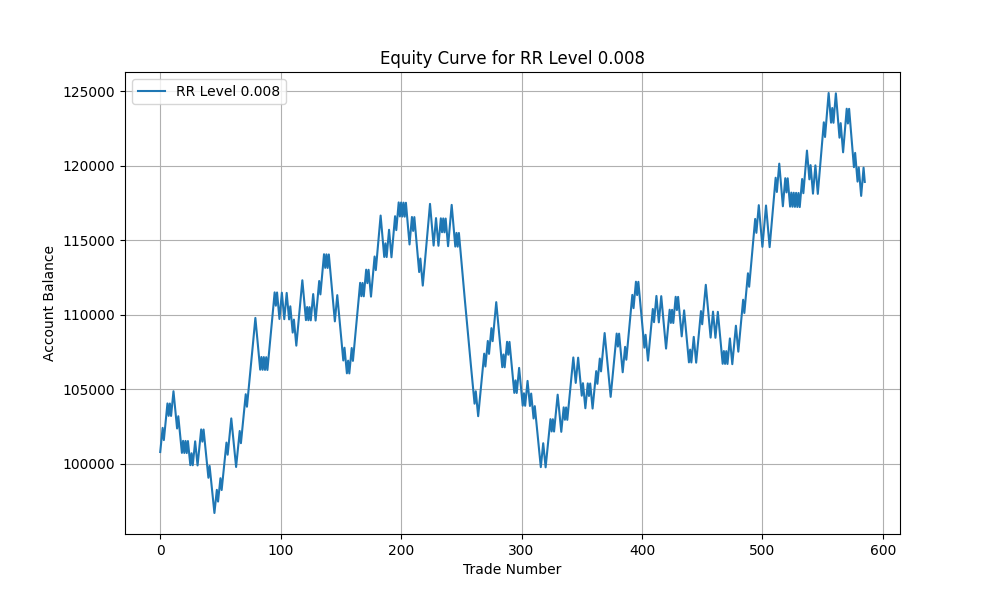 Equity Curve for RR Level 0.008
RR Level 0.008
125000
120000
115000
110000
105000
100000
Account Balance
0 100 200 300 400 500 600
Trade Number